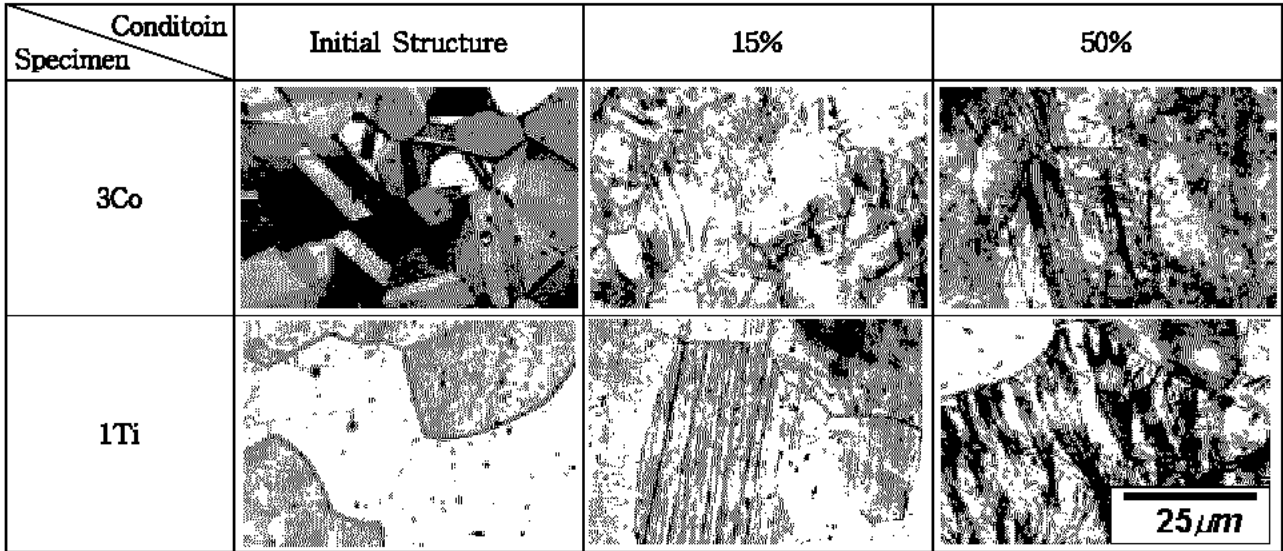 Conditoin
Specimen
Initial Structure
15%
50%
3Co
1Ti
25μm